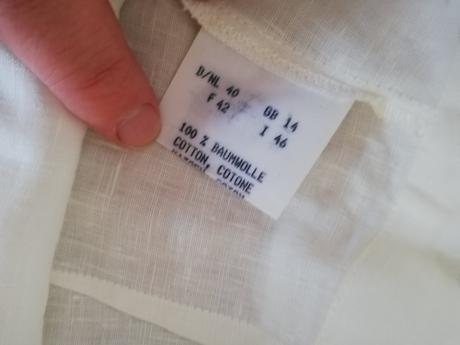 D/NL 40 GB 14
F 42 I 46
100 % BAUMWOLLE
COTTON, COTONE